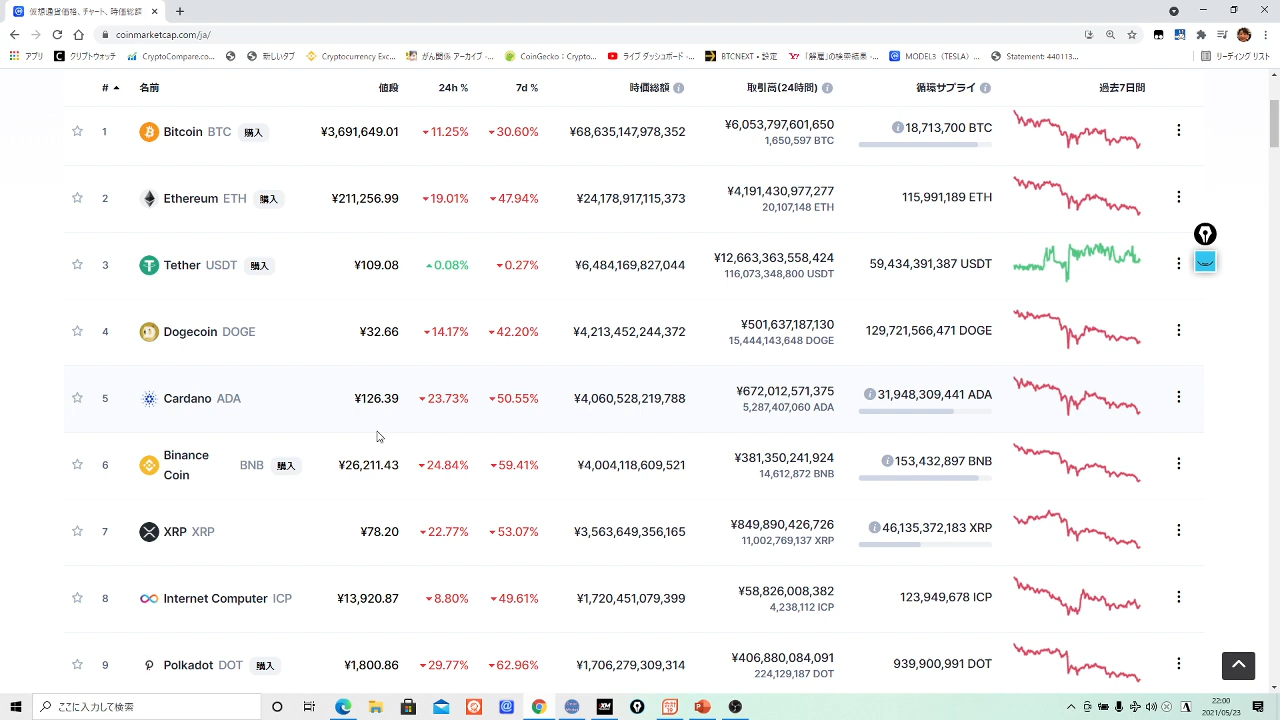 仮想通貨価格、チャート、時価総額
coinmarketcap.com/ja/
アプリ
クリプトウォッチ
CryptoCompare...
新しいタブ
Cryptocurrency Exc...
がん関係 アーカイブ -...
CoinGecko : Crypto...
ライブ ダッシュボード -...
BTCNEXT • 設定
「解雇」の検索結果 -...
MODEL3（TESLA）...
Statement: 440113...
リーディング リスト
# 名前 値段 24h % 7d % 時価総額 取引高(24時間) 循環サプライ 過去7日間
1 Bitcoin BTC 購入 ¥3,691,649.01 11.25% 30.60% ¥68,635,147,978,352 ¥6,053,797,601,650 18,713,700 BTC
1,650,597 BTC
2 Ethereum ETH 購入 ¥211,256.99 19.01% 47.94% ¥24,178,917,115,373 ¥4,191,430,977,277 115,991,189 ETH
20,107,148 ETH
3 Tether USDT 購入 ¥109.08 0.08% 0.27% ¥6,484,169,827,044 ¥12,663,363,558,424 59,434,391,387 USDT
116,073,348,800 USDT
4 Dogecoin DOGE ¥32.66 14.17% 42.20% ¥4,213,452,244,372 ¥501,637,187,130 129,721,566,471 DOGE
15,444,143,648 DOGE
5 Cardano ADA ¥126.39 23.73% 50.55% ¥4,060,528,219,788 ¥672,012,571,375 31,948,309,441 ADA
5,287,407,060 ADA
6 Binance Coin BNB 購入 ¥26,211.43 24.84% 59.41% ¥4,004,118,609,521 ¥381,350,241,924 153,432,897 BNB
14,612,872 BNB
7 XRP XRP ¥78.20 22.77% 53.07% ¥3,563,649,356,165 ¥849,890,426,726 46,135,372,183 XRP
11,002,769,137 XRP
8 Internet Computer ICP ¥13,920.87 8.80% 49.61% ¥1,720,451,079,399 ¥58,826,008,382 123,949,678 ICP
4,238,112 ICP
9 Polkadot DOT 購入 ¥1,800.86 29.77% 62.96% ¥1,706,279,309,314 ¥406,880,084,091 939,900,991 DOT
224,129,187 DOT
ここに入力して検索
XM
A
22:00
2021/05/23